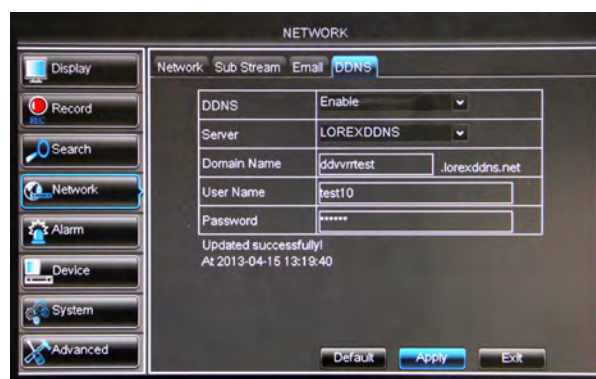 NETWORK
Display
Record
REC
Search
Network
Alarm
Device
System
Advanced
Network Sub Stream Email DDNS
DDNS Enable
Server LOREXDDNS
Domain Name ddvvrrtest .lorexddns.net
User Name test10
Password ******
Updated successfully!
At 2013-04-15 13:19:40
Default Apply Exit